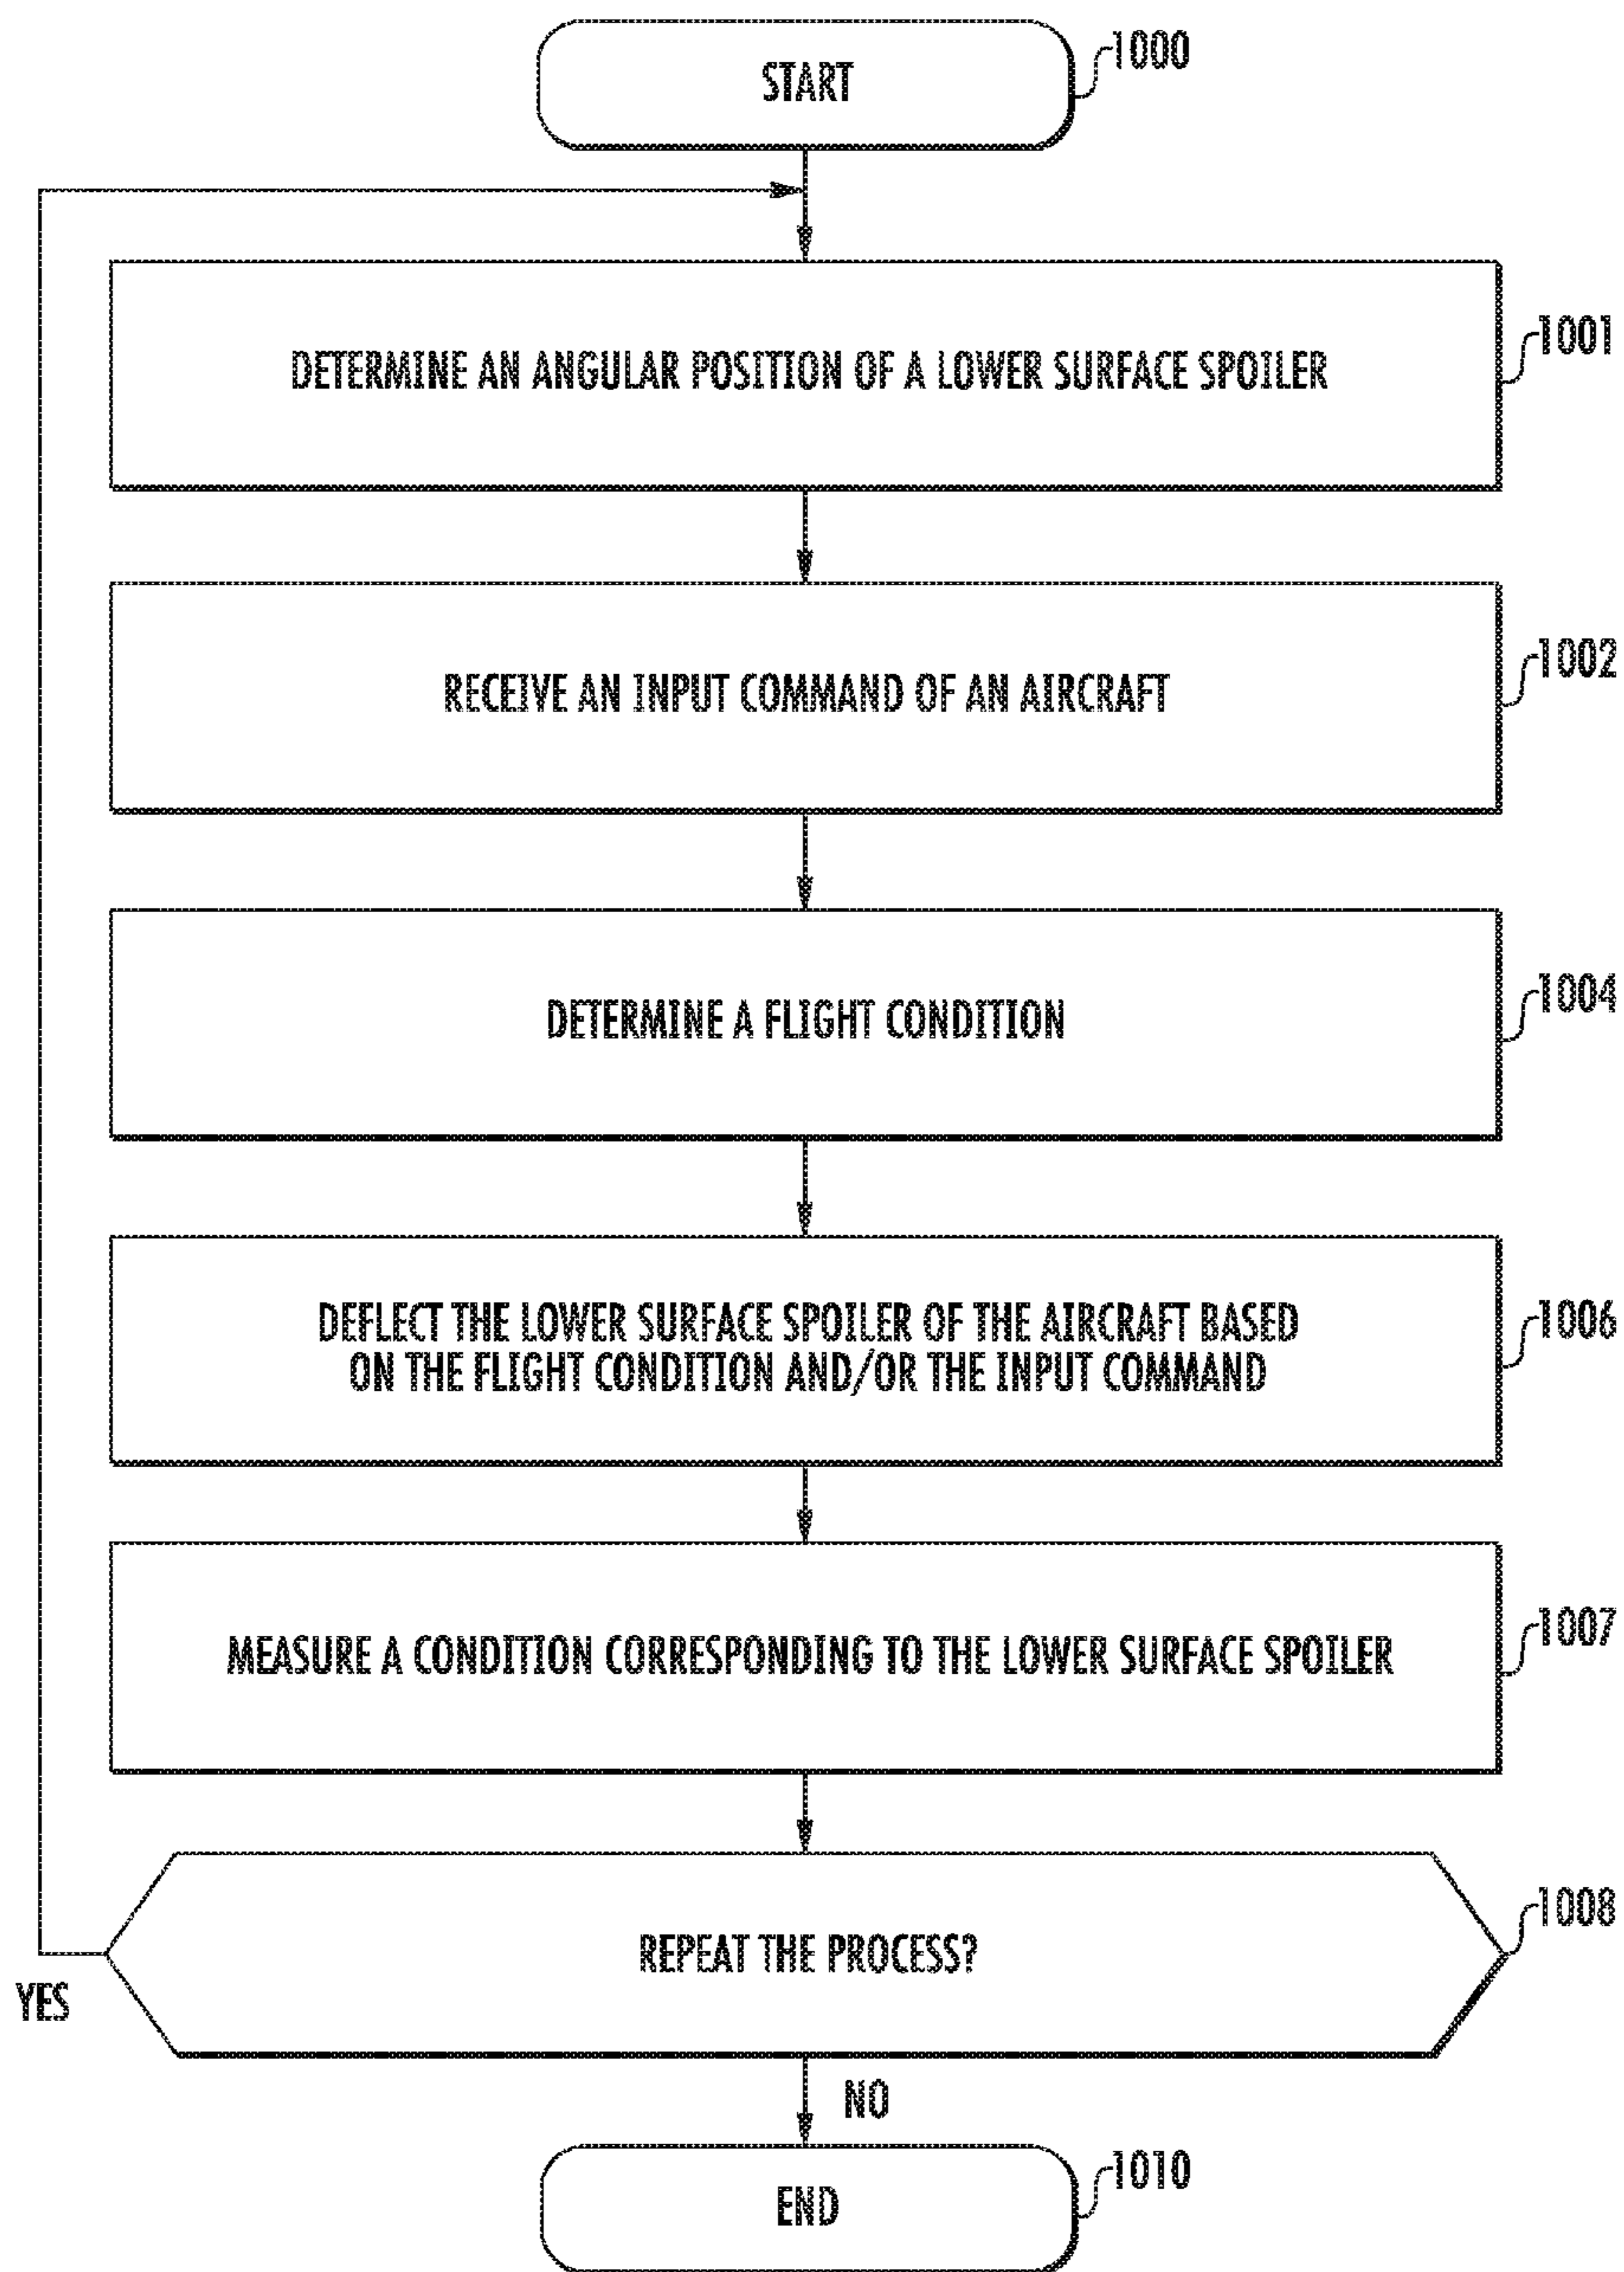 START
1000
DETERMINE AN ANGULAR POSITION OF A LOWER SURFACE SPOILER
1001
RECEIVE AN INPUT COMMAND OF AN AIRCRAFT
1002
DETERMINE A FLIGHT CONDITION
1004
DEFLECT THE LOWER SURFACE SPOILER OF THE AIRCRAFT BASED
ON THE FLIGHT CONDITION AND/OR THE INPUT COMMAND
1006
MEASURE A CONDITION CORRESPONDING TO THE LOWER SURFACE SPOILER
1007
REPEAT THE PROCESS?
1008
YES
NO
END
1010